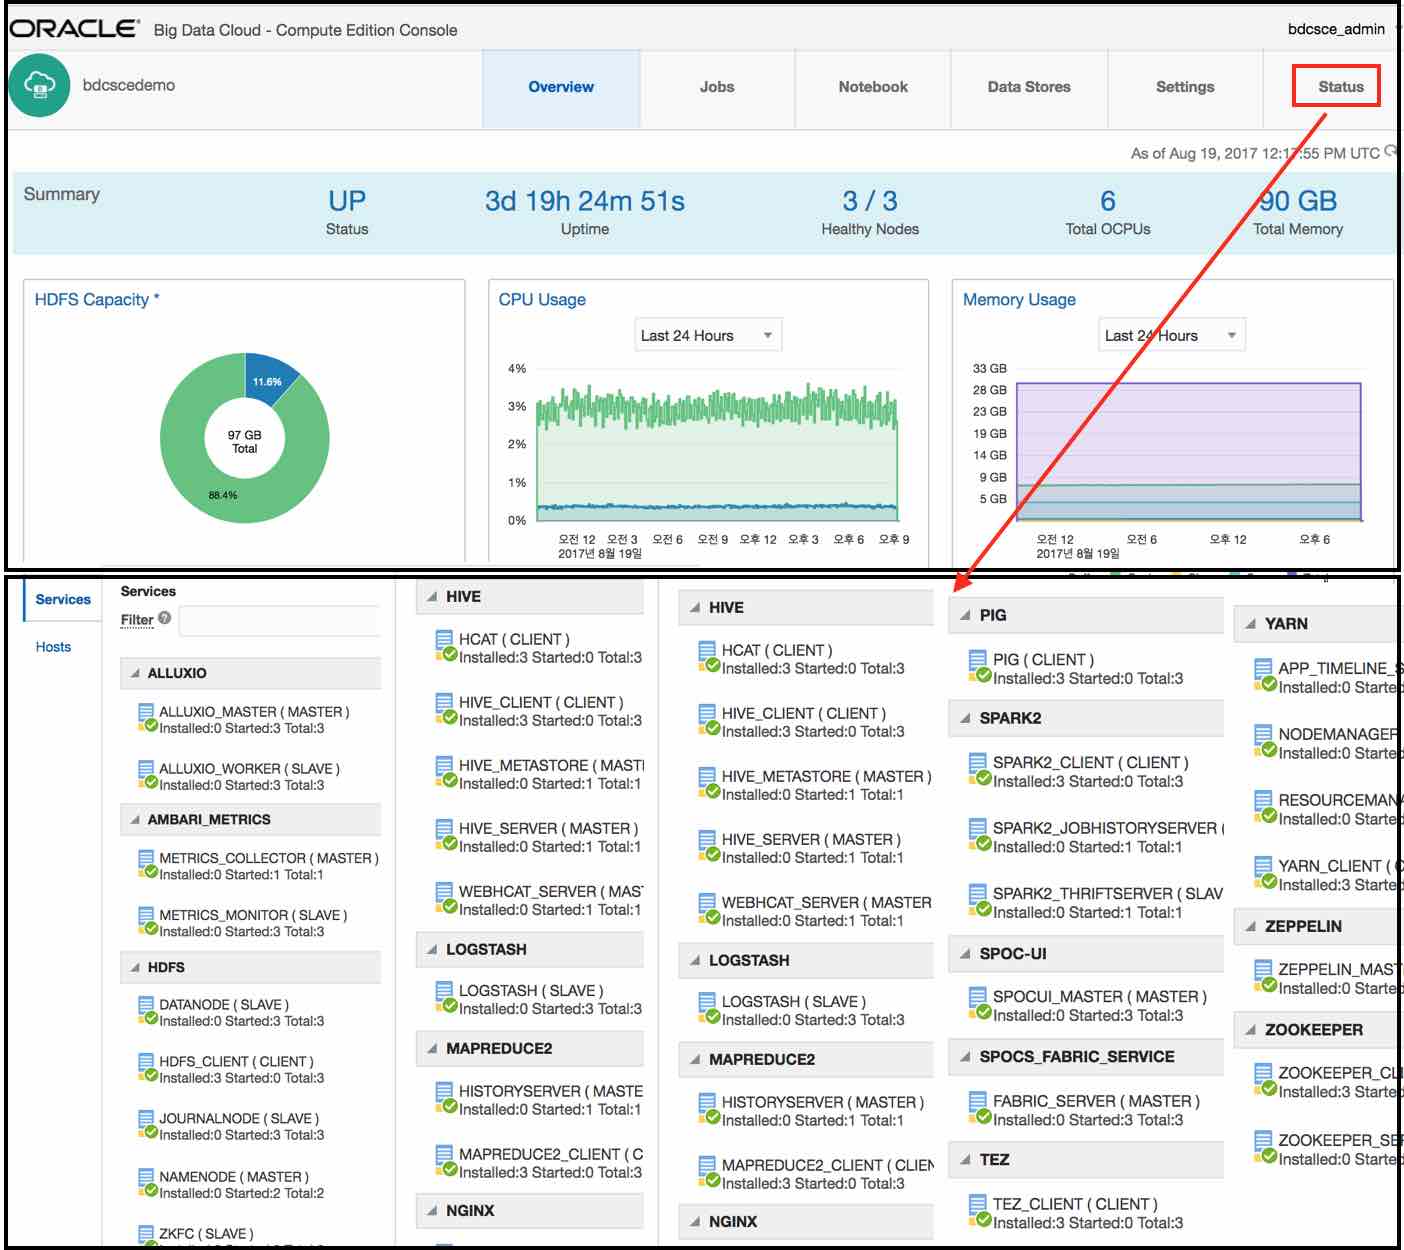 ORACLE® Big Data Cloud - Compute Edition Console
bdcsce_admin
bdcscedemo
Overview
Jobs
Notebook
Data Stores
Settings
Status
As of Aug 19, 2017 12:17:55 PM UTC
Summary
UP
Status
3d 19h 24m 51s
Uptime
3 / 3
Healthy Nodes
6
Total OCPUs
90 GB
Total Memory
HDFS Capacity *
11.6%
97 GB
Total
88.4%
CPU Usage
Last 24 Hours
4%
3%
2%
1%
0%
오전 12 오전 3 오전 6 오전 9 오후 12 오후 3 오후 6 오후 9
2017년 8월 19일
Memory Usage
Last 24 Hours
33 GB
28 GB
23 GB
19 GB
14 GB
9 GB
5 GB
오전 12 오전 6 오후 12 오후 6
2017년 8월 19일
Services
Hosts
Services
Filter ?
ALLUXIO
ALLUXIO_MASTER ( MASTER )
Installed:0 Started:3 Total:3
ALLUXIO_WORKER ( SLAVE )
Installed:0 Started:3 Total:3
AMBARI_METRICS
METRICS_COLLECTOR ( MASTER )
Installed:0 Started:1 Total:1
METRICS_MONITOR ( SLAVE )
Installed:0 Started:3 Total:3
HDFS
DATANODE ( SLAVE )
Installed:0 Started:3 Total:3
HDFS_CLIENT ( CLIENT )
Installed:3 Started:0 Total:3
JOURNALNODE ( SLAVE )
Installed:0 Started:3 Total:3
NAMENODE ( MASTER )
Installed:0 Started:2 Total:2
ZKFC ( SLAVE )
HIVE
HCAT ( CLIENT )
Installed:3 Started:0 Total:3
HIVE_CLIENT ( CLIENT )
Installed:3 Started:0 Total:3
HIVE_METASTORE ( MAST
Installed:0 Started:1 Total:1
HIVE_SERVER ( MASTER )
Installed:0 Started:1 Total:1
WEBHCAT_SERVER ( MAS
Installed:0 Started:1 Total:1
LOGSTASH
LOGSTASH ( SLAVE )
Installed:0 Started:3 Total:3
MAPREDUCE2
HISTORYSERVER ( MASTE
Installed:0 Started:1 Total:1
MAPREDUCE2_CLIENT ( C
Installed:3 Started:0 Total:3
NGINX
HIVE
HCAT ( CLIENT )
Installed:3 Started:0 Total:3
HIVE_CLIENT ( CLIENT )
Installed:3 Started:0 Total:3
HIVE_METASTORE ( MASTER )
Installed:0 Started:1 Total:1
HIVE_SERVER ( MASTER )
Installed:0 Started:1 Total:1
WEBHCAT_SERVER ( MASTER
Installed:0 Started:1 Total:1
LOGSTASH
LOGSTASH ( SLAVE )
Installed:0 Started:3 Total:3
MAPREDUCE2
HISTORYSERVER ( MASTER )
Installed:0 Started:1 Total:1
MAPREDUCE2_CLIENT ( CLIEN
Installed:3 Started:0 Total:3
NGINX
PIG
PIG ( CLIENT )
Installed:3 Started:0 Total:3
SPARK2
SPARK2_CLIENT ( CLIENT )
Installed:3 Started:0 Total:3
SPARK2_JOBHISTORYSERVER (
Installed:0 Started:1 Total:1
SPARK2_THRIFTSERVER ( SLAV
Installed:0 Started:1 Total:1
SPOC-UI
SPOCUI_MASTER ( MASTER )
Installed:0 Started:3 Total:3
SPOCS_FABRIC_SERVICE
FABRIC_SERVER ( MASTER )
Installed:0 Started:3 Total:3
TEZ
TEZ_CLIENT ( CLIENT )
Installed:3 Started:0 Total:3
YARN
APP_TIMELINE_S
Installed:0 Started
NODEMANAGER
Installed:0 Started
RESOURCEMANA
Installed:0 Started
YARN_CLIENT ( C
Installed:3 Started
ZEPPELIN
ZEPPELIN_MAST
Installed:0 Started
ZOOKEEPER
ZOOKEEPER_CLI
Installed:3 Started
ZOOKEEPER_SE
Installed:0 Started